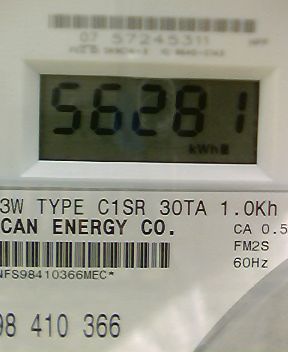 07 57245311
56281
kWh
3W TYPE C1SR 30TA 1.0Kh
CAN ENERGY CO.
CA 0.5
FM2S
NFS98410366MEC*
60Hz
98 410 366